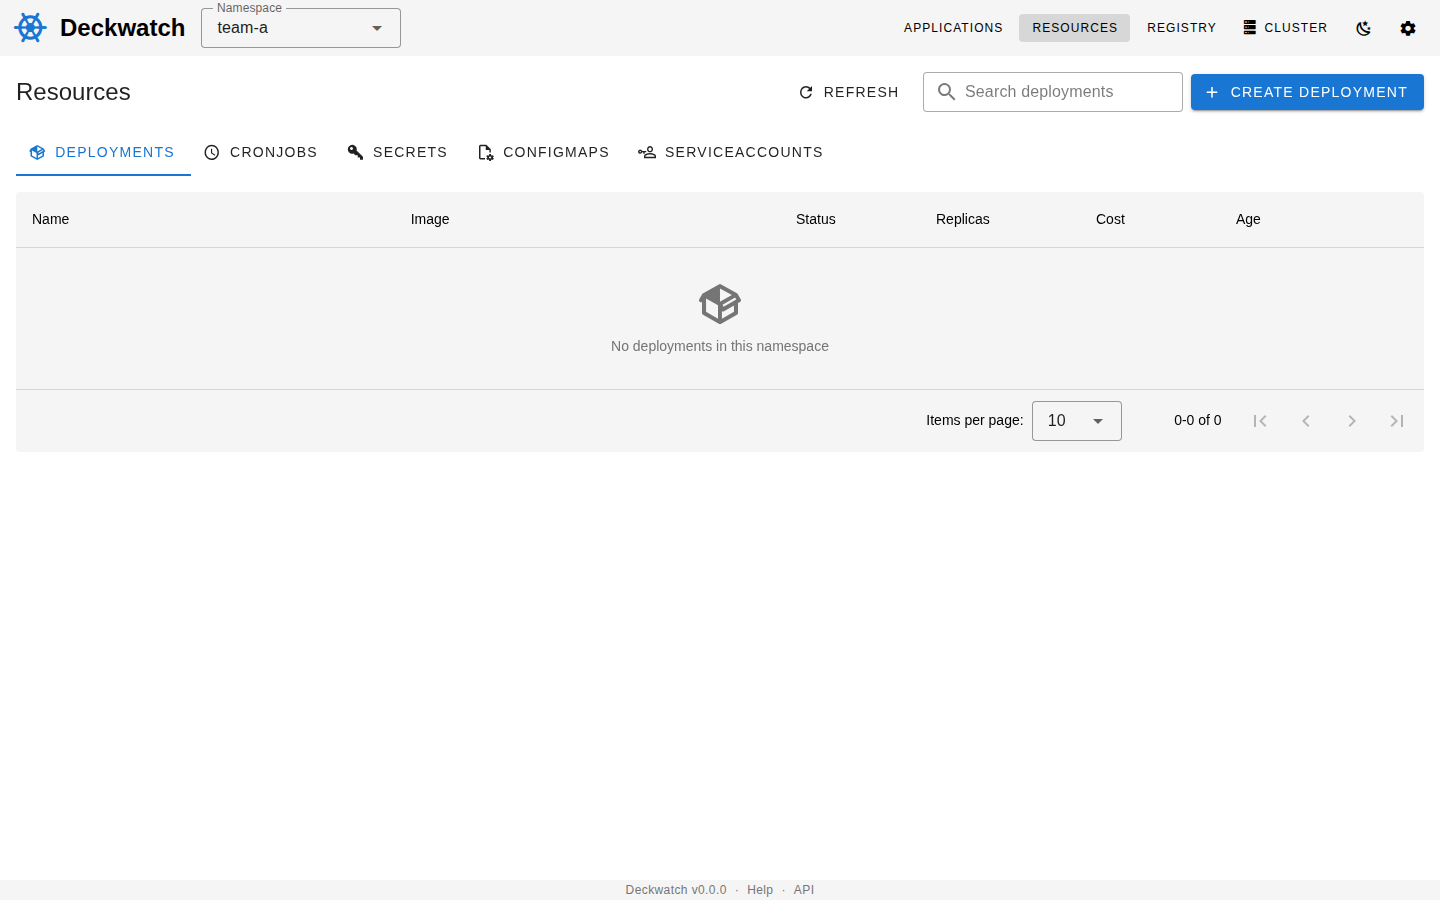 Deckwatch
Namespace
team-a
APPLICATIONS
RESOURCES
REGISTRY
CLUSTER
Resources
REFRESH
Search deployments
CREATE DEPLOYMENT
DEPLOYMENTS
CRONJOBS
SECRETS
CONFIGMAPS
SERVICEACCOUNTS
Name Image Status Replicas Cost Age
No deployments in this namespace
Items per page: 10 0-0 of 0
Deckwatch v0.0.0 · Help · API